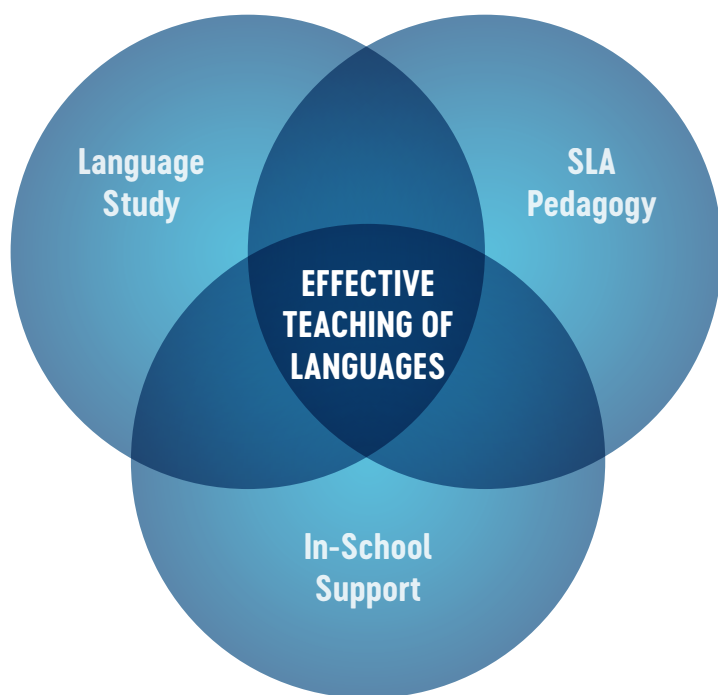 Language
Study
SLA
Pedagogy
EFFECTIVE
TEACHING OF
LANGUAGES
In-School
Support